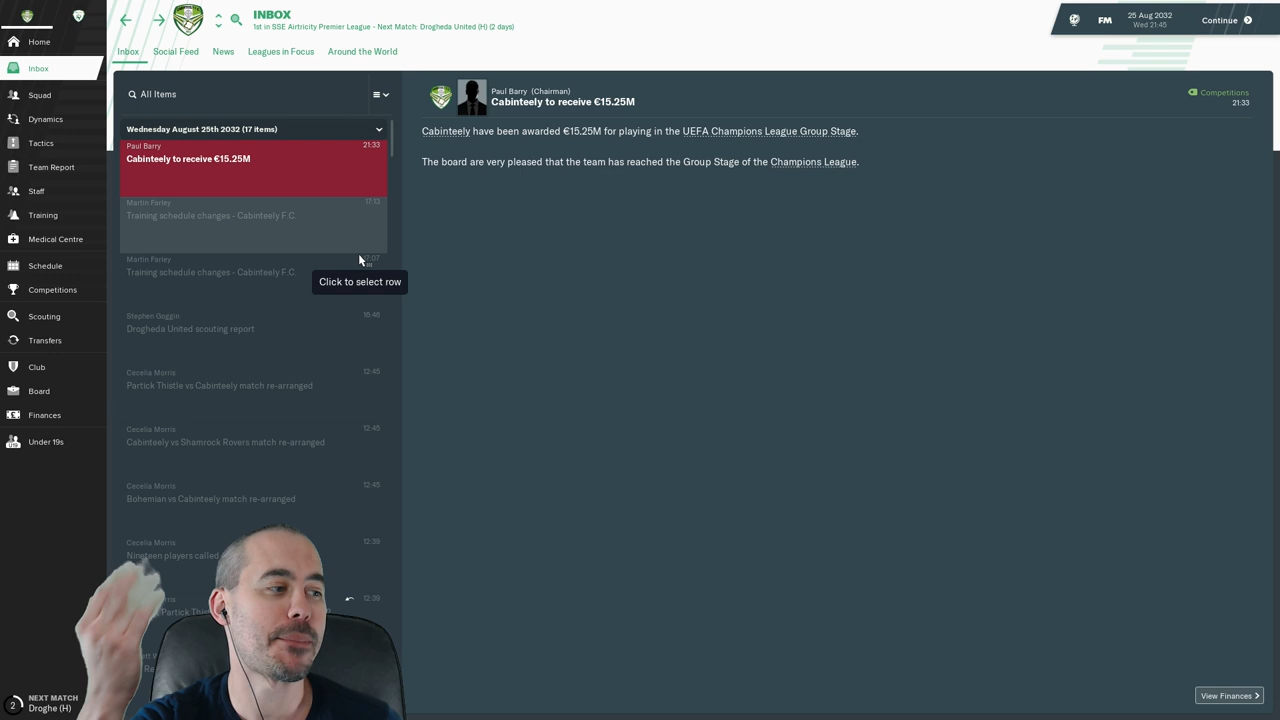 INBOX
1st in SSE Airtricity Premier League - Next Match: Drogheda United (H) (2 days)
FM
25 Aug 2032
Wed 21:45
Continue
Inbox Social Feed News Leagues in Focus Around the World
Home
Inbox
Squad
Dynamics
Tactics
Team Report
Staff
Training
Medical Centre
Schedule
Competitions
Scouting
Transfers
Club
Board
Finances
Under 19s
2
NEXT MATCH
Droghe (H)
All Items
Wednesday August 25th 2032 (17 items)
Paul Barry 21:33
Cabinteely to receive €15.25M
Martin Farley 17:13
Training schedule changes - Cabinteely F.C.
Martin Farley 17:07
Training schedule changes - Cabinteely F.C.
Click to select row
Stephen Goggin 16:46
Drogheda United scouting report
Cecelia Morris 12:45
Partick Thistle vs Cabinteely match re-arranged
Cecelia Morris 12:45
Cabinteely vs Shamrock Rovers match re-arranged
Cecelia Morris 12:45
Bohemian vs Cabinteely match re-arranged
Cecelia Morris 12:39
Nineteen players called
12:39
Partick
Paul Barry (Chairman)
Cabinteely to receive €15.25M
Competitions
21:33
Cabinteely have been awarded €15.25M for playing in the UEFA Champions League Group Stage.
The board are very pleased that the team has reached the Group Stage of the Champions League.
View Finances